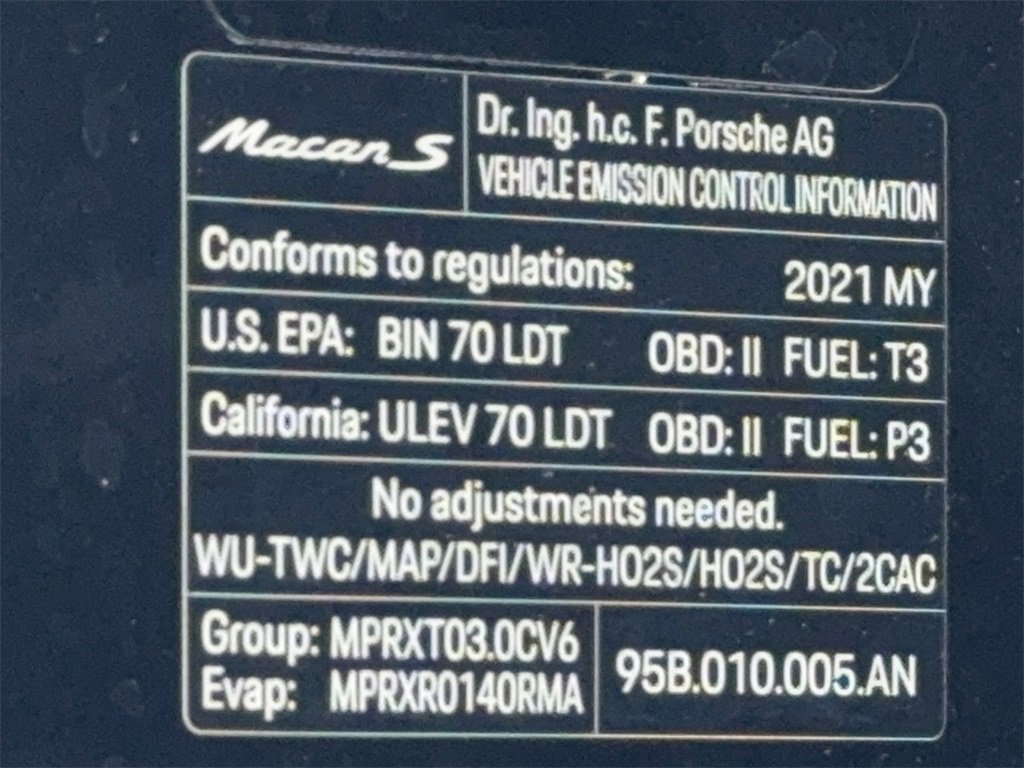 Macan S
Dr. Ing. h.c. F. Porsche AG
VEHICLE EMISSION CONTROL INFORMATION
Conforms to regulations: 2021 MY
U.S. EPA: BIN 70 LDT OBD: II FUEL: T3
California: ULEV 70 LDT OBD: II FUEL: P3
No adjustments needed.
WU-TWC/MAP/DFI/WR-HO2S/HO2S/TC/2CAC
Group: MPRXT03.0CV6
Evap: MPRXR0140RMA
95B.010.005.AN